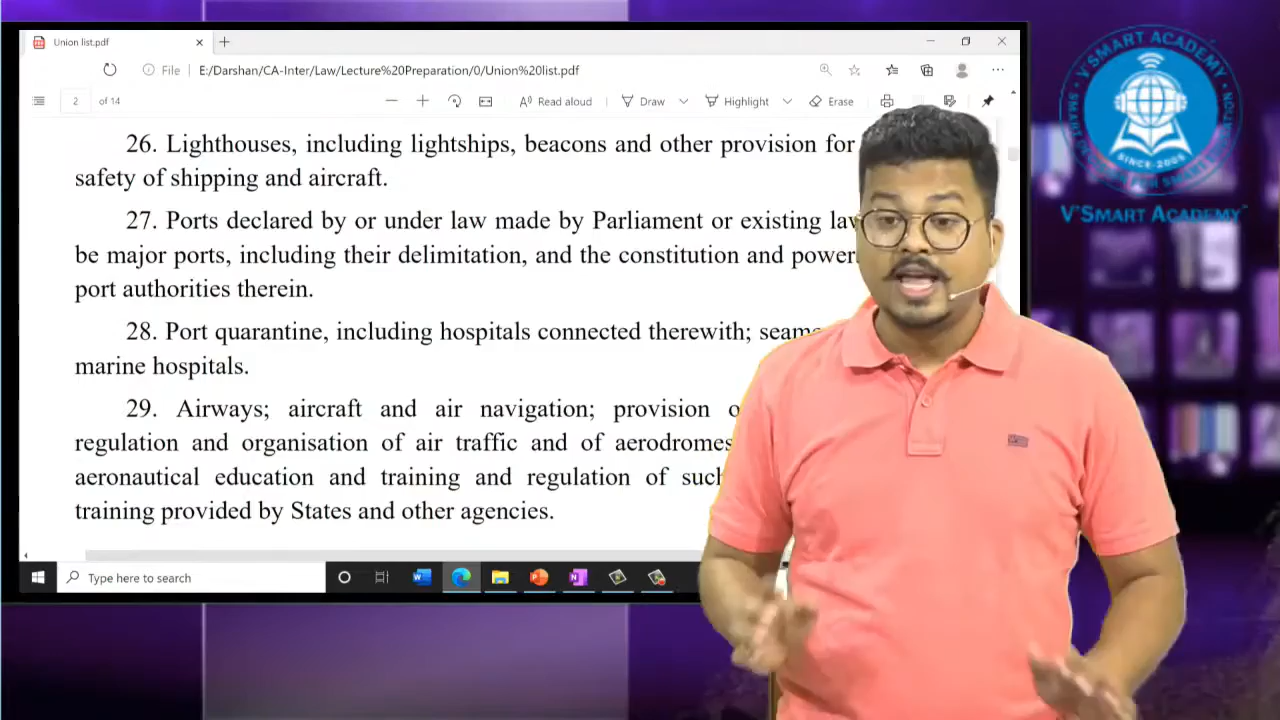 Union list.pdf
File E:/Darshan/CA-Inter/Law/Lecture%20Preparation/0/Union%20list.pdf
2 of 14
Read aloud Draw Highlight Erase
26. Lighthouses, including lightships, beacons and other provision for
safety of shipping and aircraft.
27. Ports declared by or under law made by Parliament or existing
be major ports, including their delimitation, and the constitution and
port authorities therein.
28. Port quarantine, including hospitals connected therewith;
marine hospitals.
29. Airways; aircraft and air navigation; provision
regulation and organisation of air traffic and of aerodromes
aeronautical education and training and regulation of
training provided by States and other agencies.
Type here to search
V'SMART ACADEMY
SINCE-2006
V'SMART ACADEMY